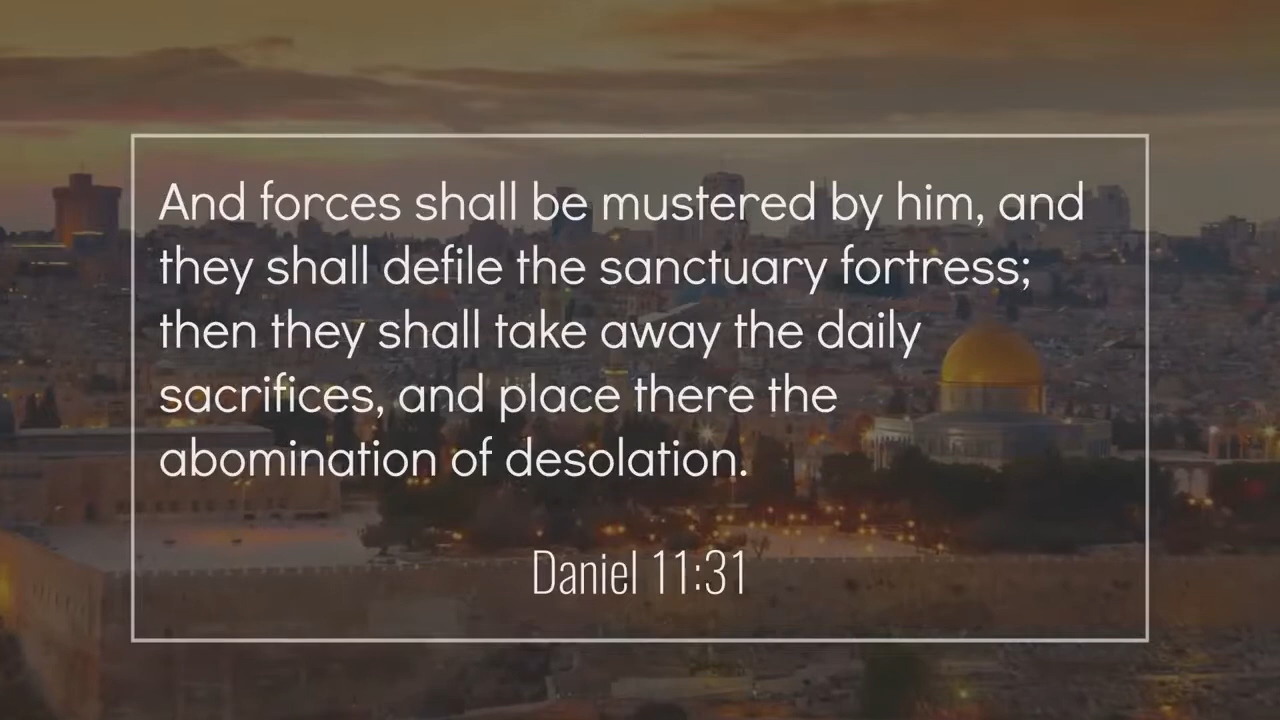 And forces shall be mustered by him, and
they shall defile the sanctuary fortress;
then they shall take away the daily
sacrifices, and place there the
abomination of desolation.
Daniel 11:31